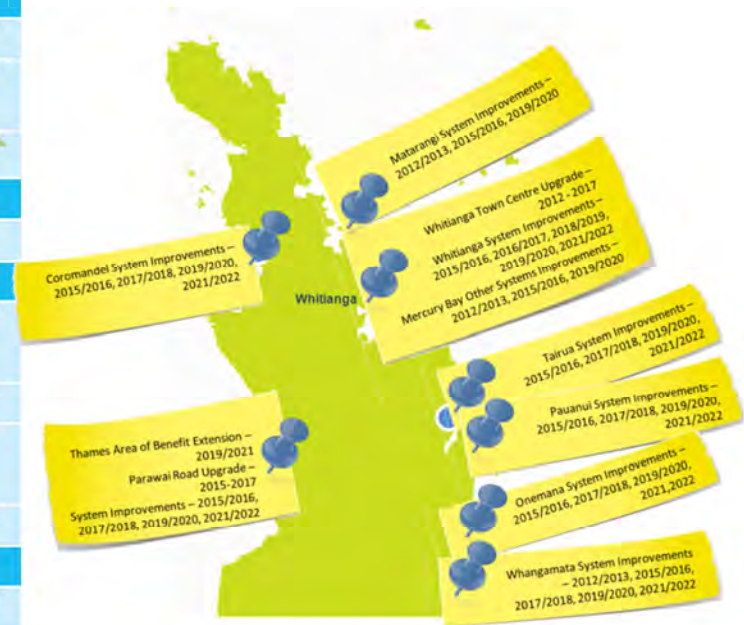 Matarangi System Improvements –
2012/2013, 2015/2016, 2019/2020
Whitianga Town Centre Upgrade –
2012 - 2017
Whitianga System Improvements –
2015/2016, 2016/2017, 2018/2019,
2019/2020, 2021/2022
Mercury Bay Other Systems Improvements –
2012/2013, 2015/2016, 2019/2020
Coromandel System Improvements –
2015/2016, 2017/2018, 2019/2020,
2021/2022
Whitianga
Tairua System Improvements –
2015/2016, 2017/2018, 2019/2020,
2021/2022
Pauanui System Improvements –
2015/2016, 2017/2018, 2019/2020,
2021/2022
Thames Area of Benefit Extension –
2019/2021
Parawai Road Upgrade –
2015-2017
System Improvements – 2015/2016,
2017/2018, 2019/2020, 2021/2022
Onemana System Improvements –
2015/2016, 2017/2018, 2019/2020,
2021,2022
Whangamata System Improvements
– 2012/2013, 2015/2016,
2017/2018, 2019/2020, 2021/2022